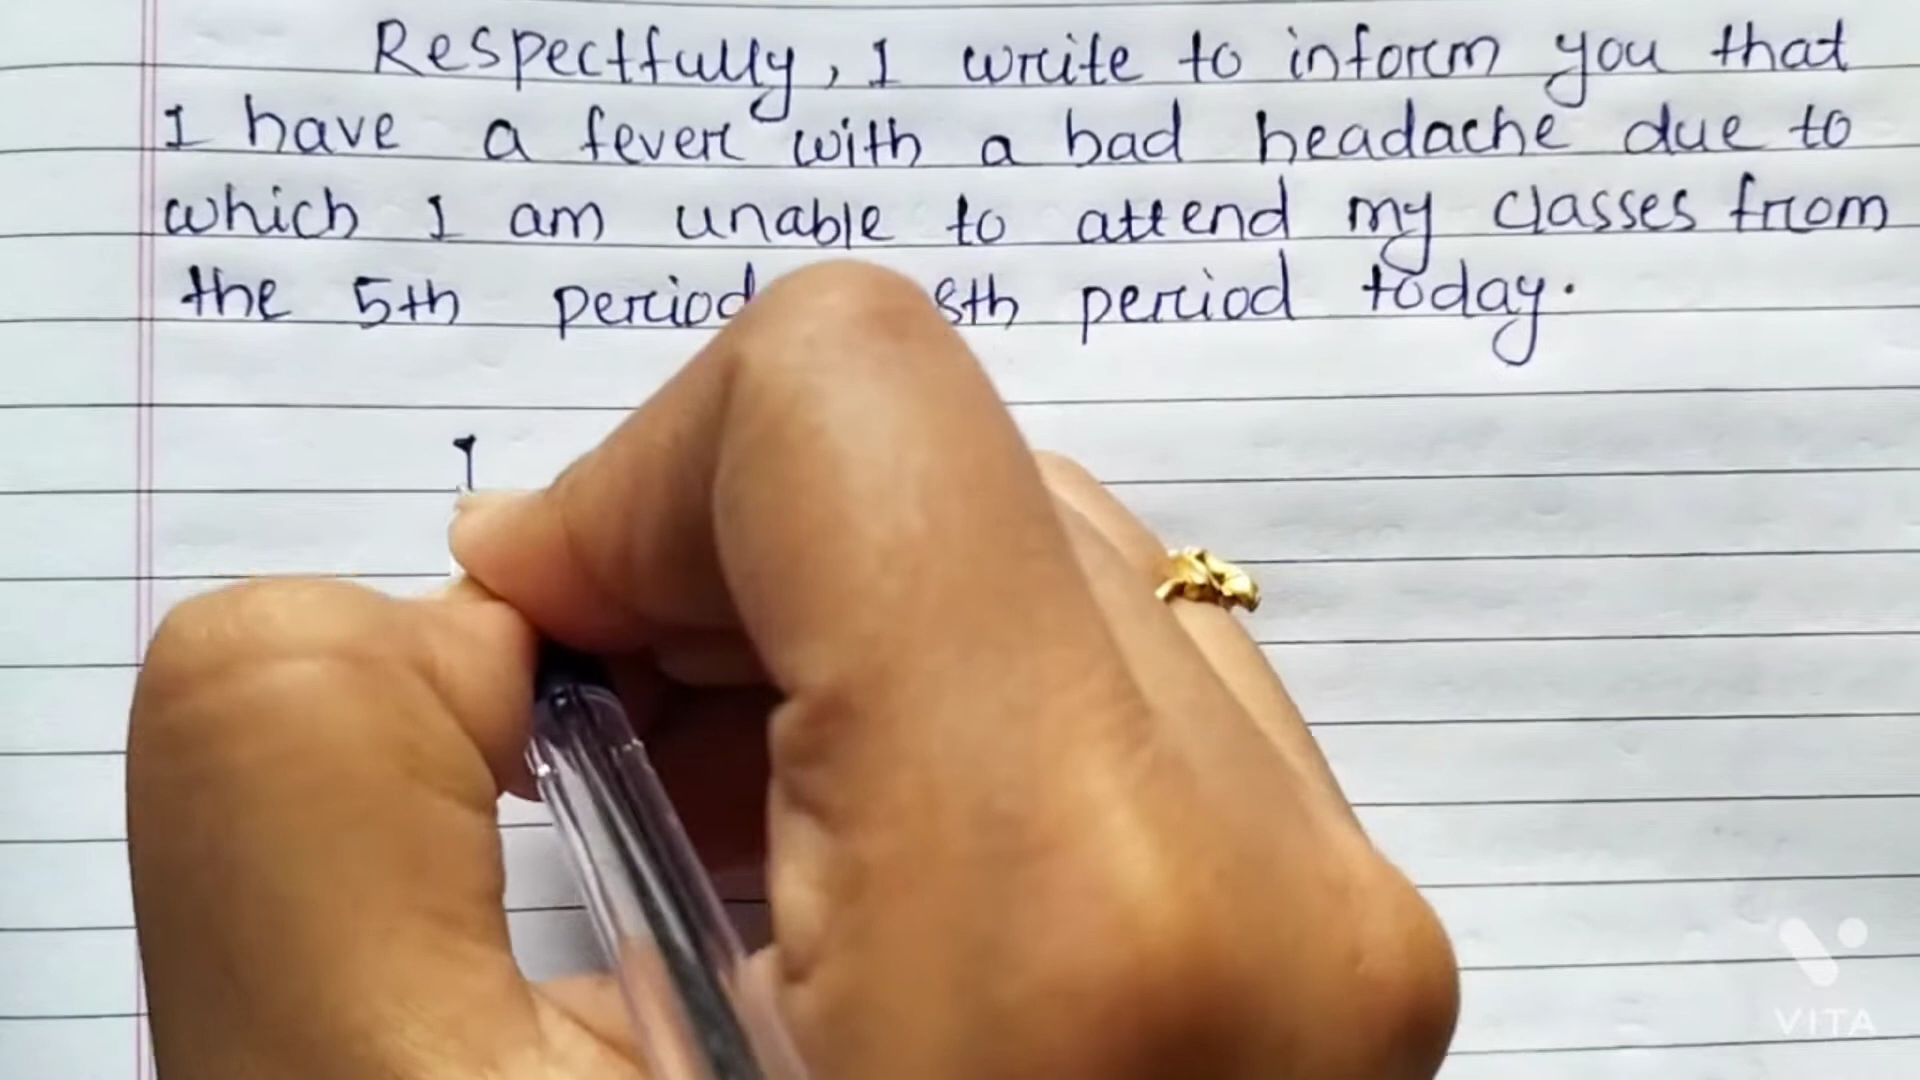 Respectfully, I write to inform you that
I have a fever with a bad headache due to
which I am unable to attend my classes from
the 5th period 8th period today.
I
VITA